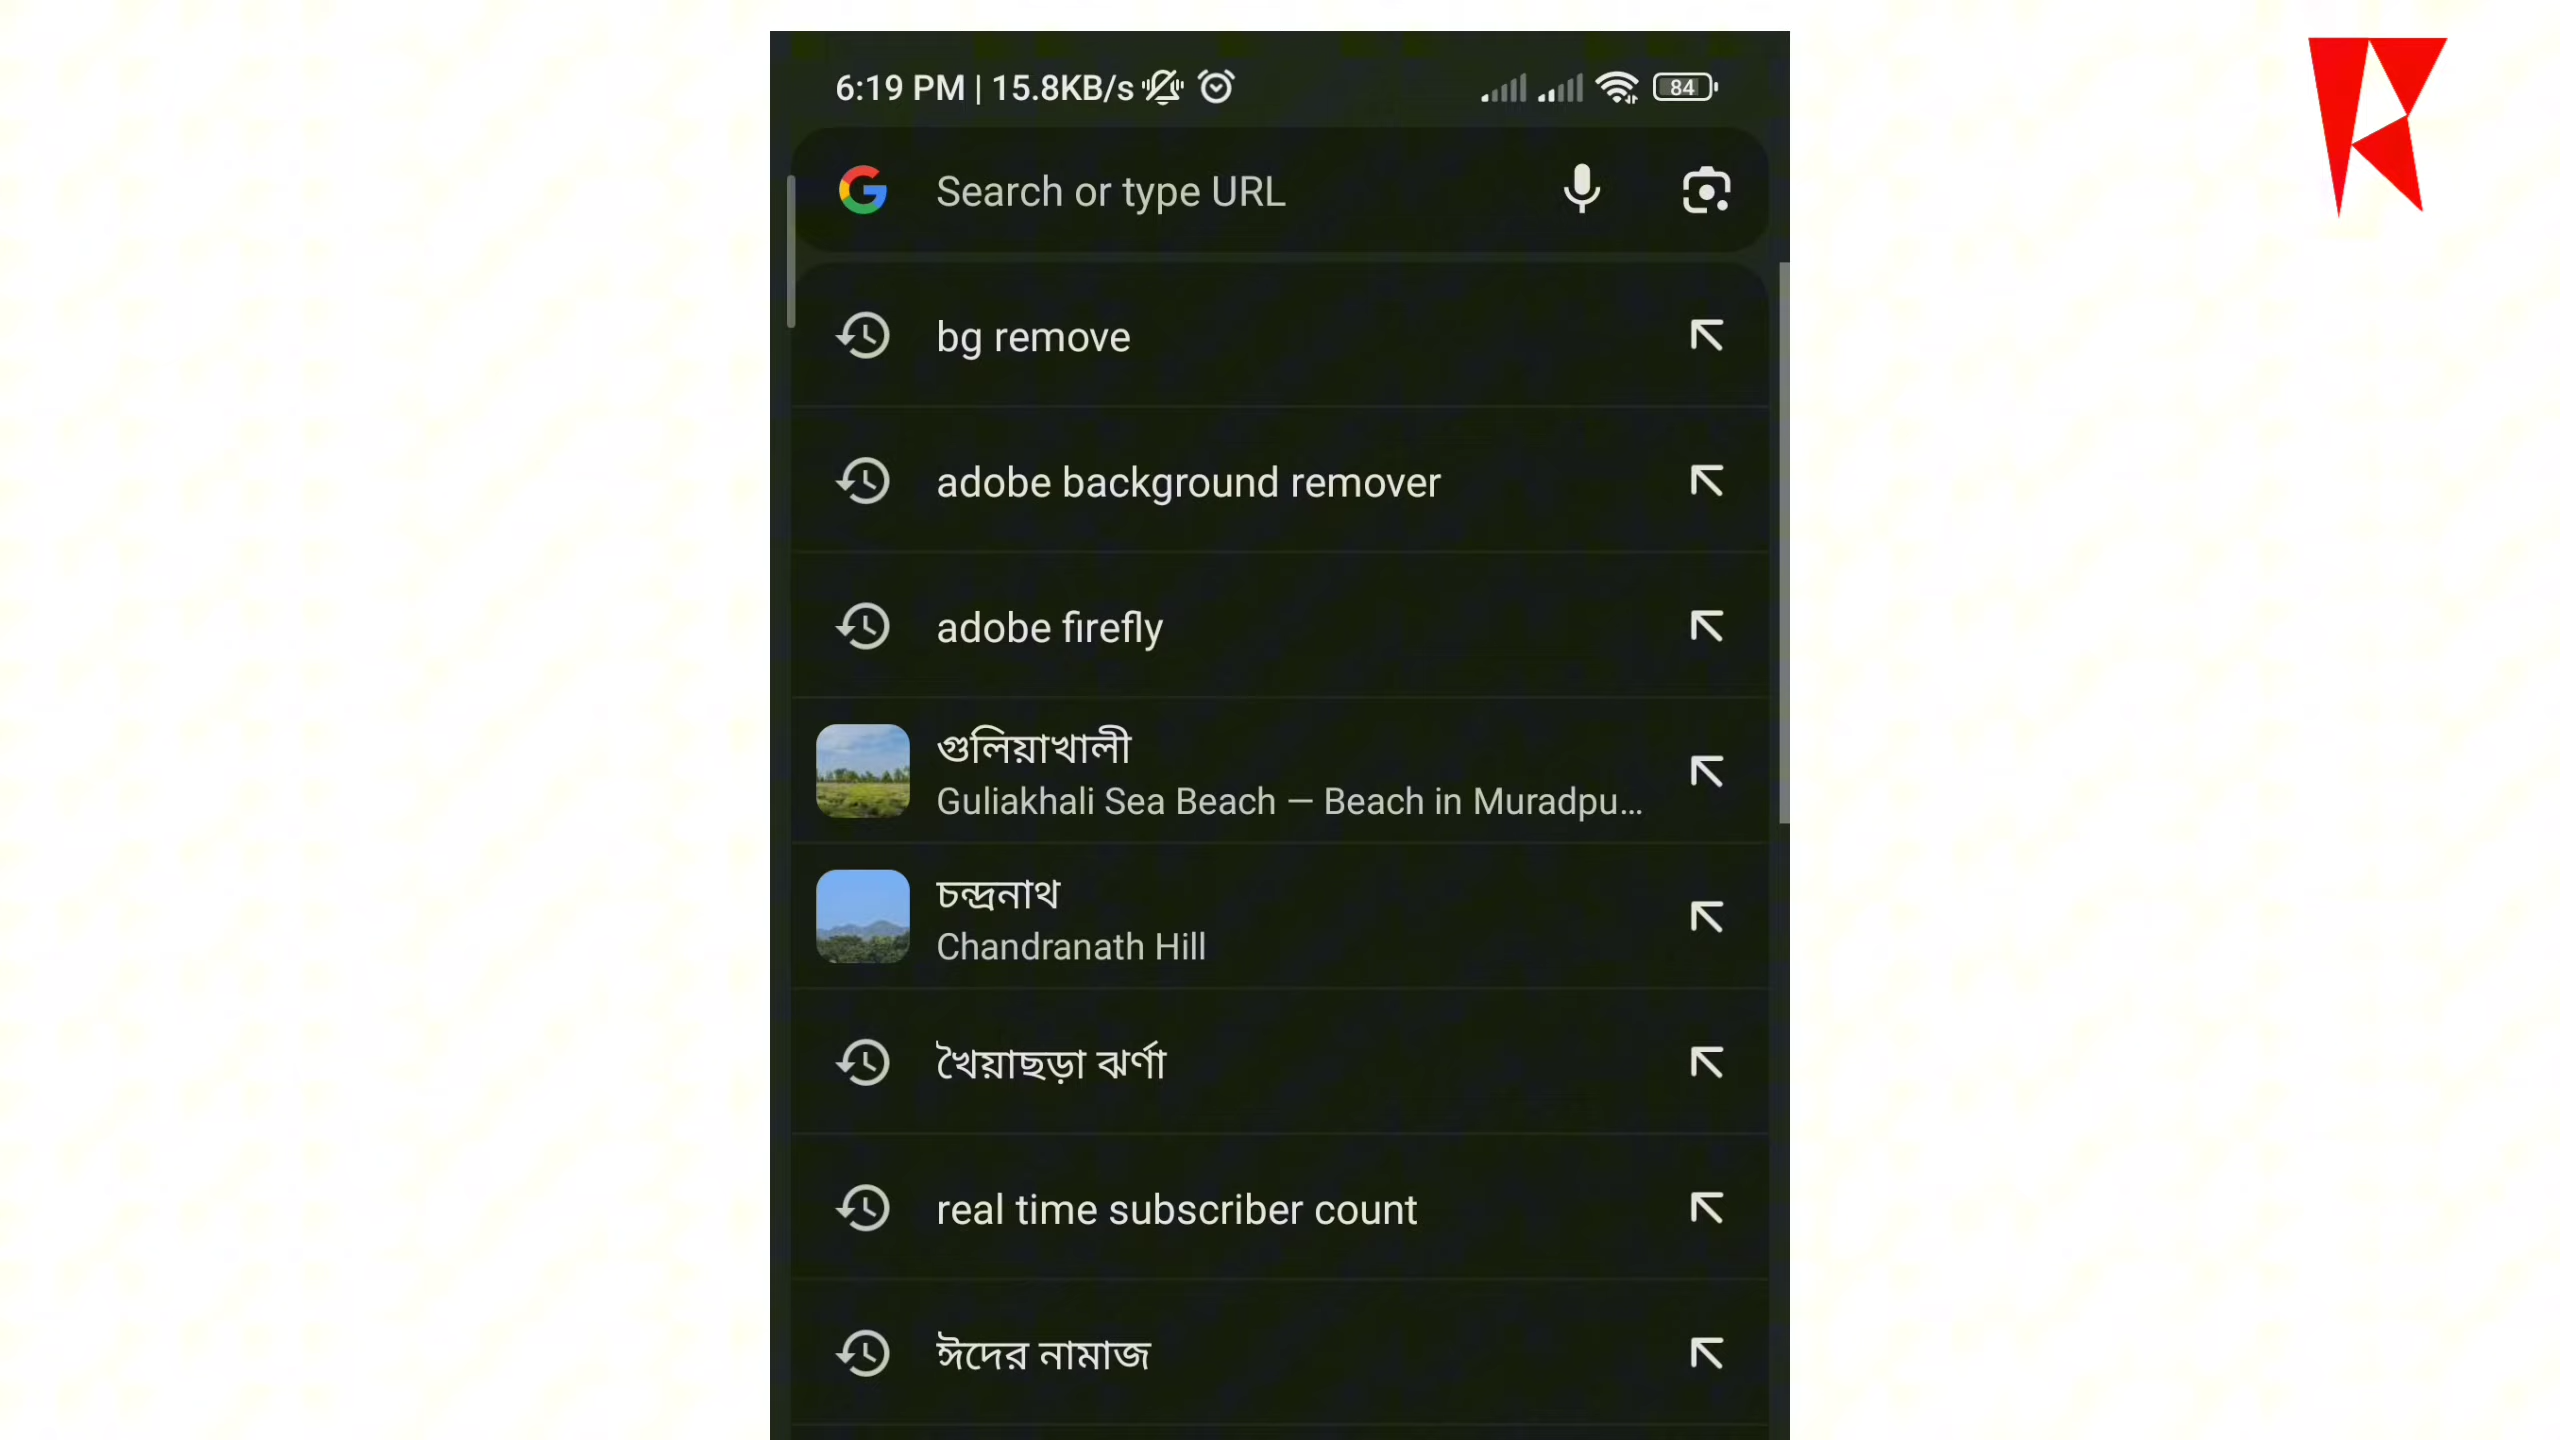 6:19 PM | 15.8KB/s
84
Search or type URL
bg remove
adobe background remover
adobe firefly
গুলিয়াখালী
Guliakhali Sea Beach — Beach in Muradpu...
চন্দ্রনাথ
Chandranath Hill
খৈয়াছড়া ঝর্ণা
real time subscriber count
ঈদের নামাজ